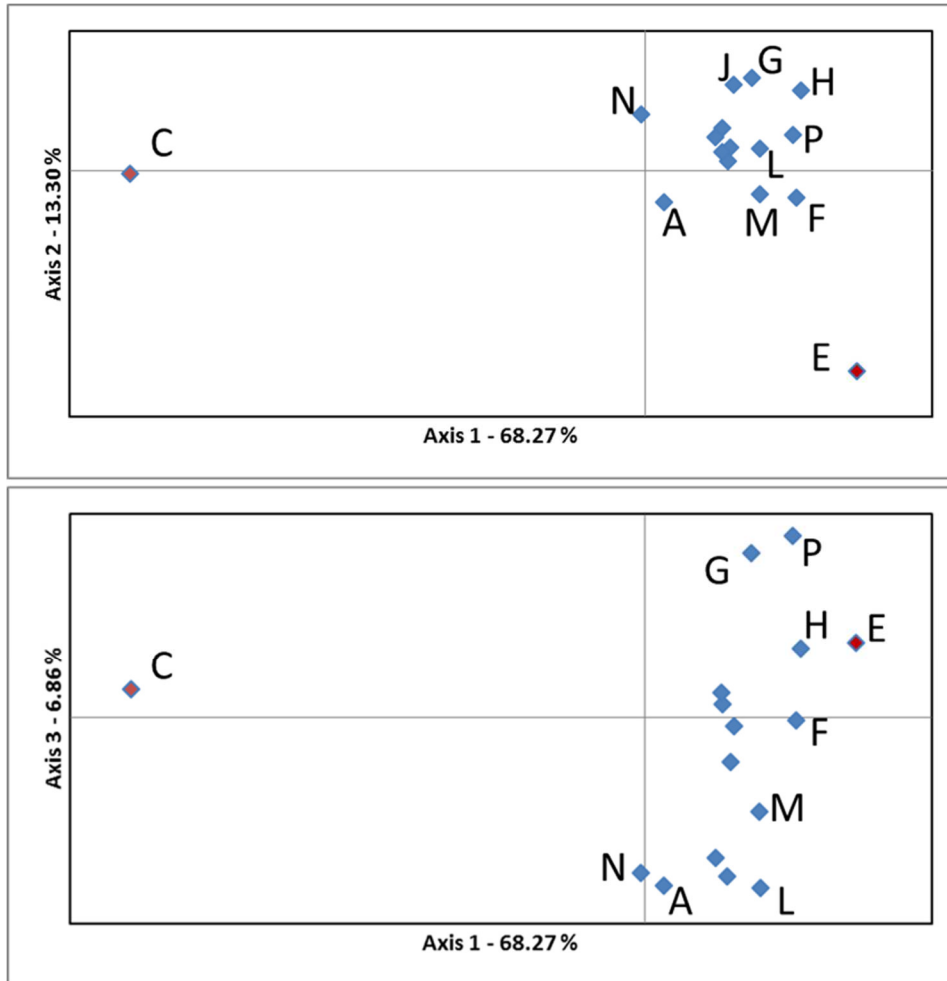 J
G
H
N
C
P
L
A
M
F
E
Axis 2 - 13.30 %
Axis 1 - 68.27 %
P
G
H
E
C
F
M
N
A
L
Axis 3 - 6.86 %
Axis 1 - 68.27 %